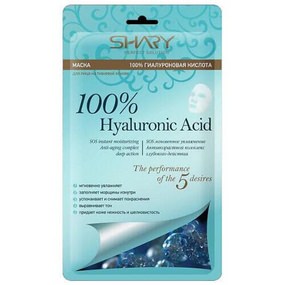 SHARY
PERFECT SALON
МАСКА
100% ГИАЛУРОНОВАЯ КИСЛОТА
100%
Hyaluronic Acid
SOS instant moisturizing
Anti-aging complex
deep action
SOS мгновенное увлажнение
Антивозрастной комплекс
глубокого действия
The performance
of the 5 desires
мгновенно увлажняет
заполняет морщины изнутри
успокаивает и снимает покраснения
выравнивает тон
придает коже нежность и шелковистость